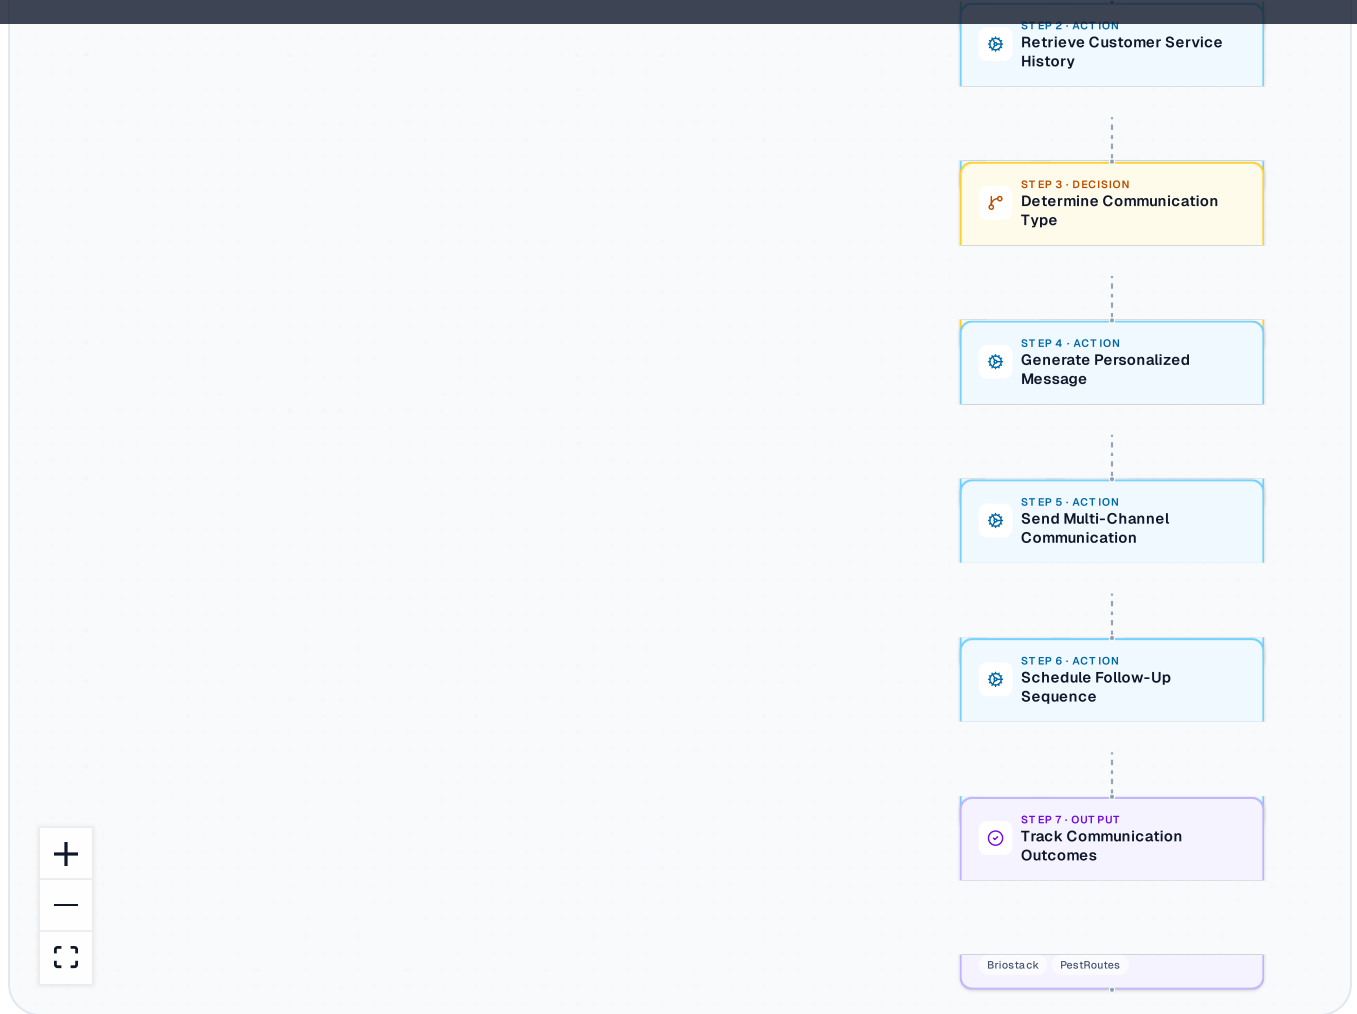 STEP 2 · ACTION
Retrieve Customer Service
History
STEP 3 · DECISION
Determine Communication
Type
STEP 4 · ACTION
Generate Personalized
Message
STEP 5 · ACTION
Send Multi-Channel
Communication
STEP 6 · ACTION
Schedule Follow-Up
Sequence
STEP 7 · OUTPUT
Track Communication
Outcomes
Briostack PestRoutes